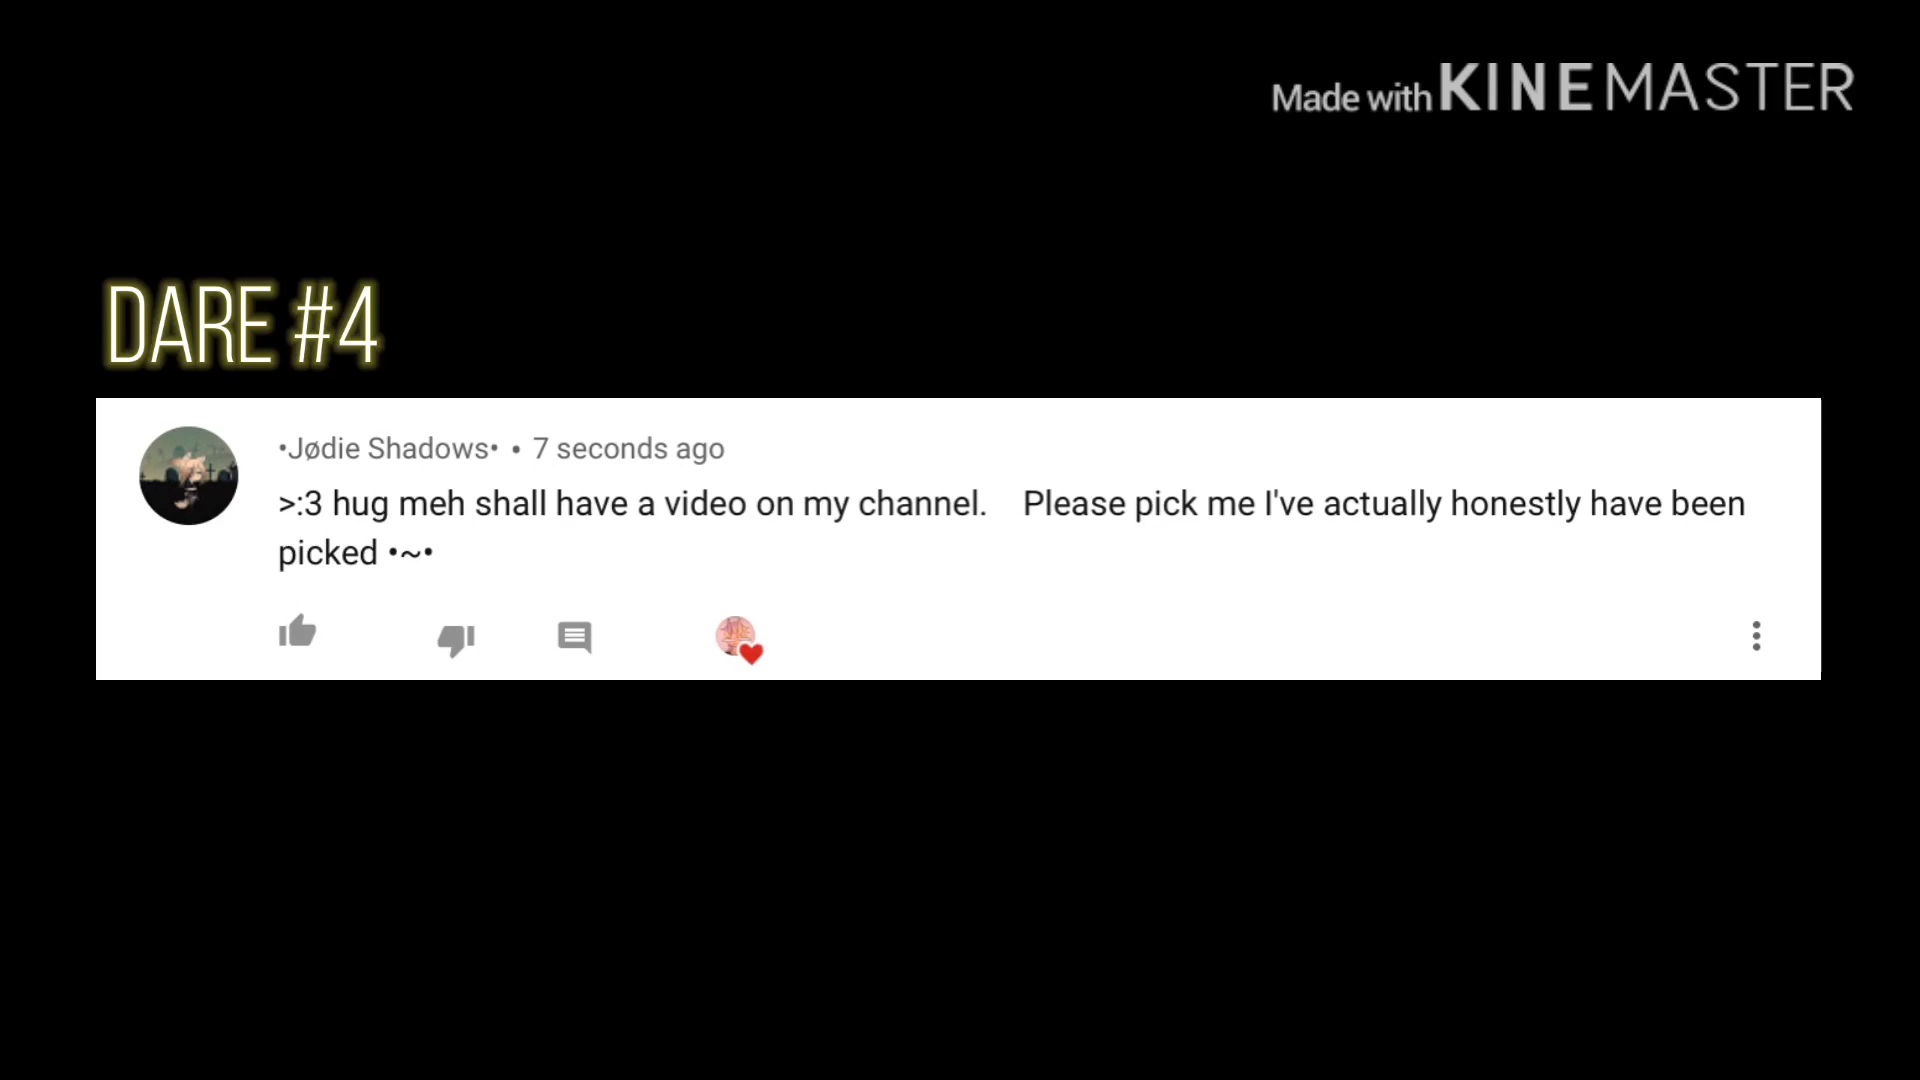 Made with KINEMASTER
DARE #4
•Jødie Shadows• • 7 seconds ago
>:3 hug meh shall have a video on my channel. Please pick me I've actually honestly have been
picked •~•